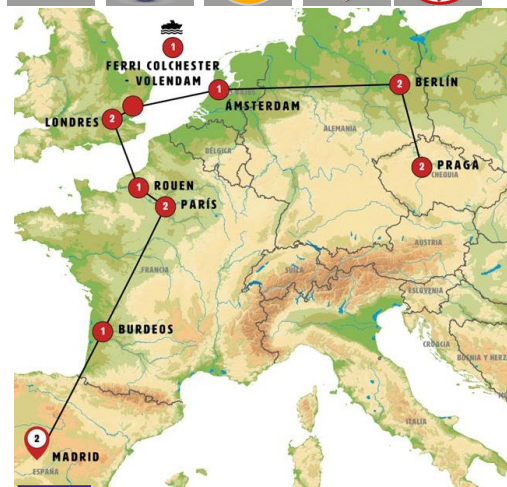 1
FERRI COLCHESTER
- VOLENDAM
1
ÁMSTERDAM
2
BERLÍN
LONDRES
2
ALEMANIA
BÉLGICA
2
PRAGA
CHEQUIA
1
ROUEN
2
PARÍS
AUSTRIA
FRANCIA
SUIZA
ESLOVENIA
1
BURDEOS
CROACIA
BOSNIA Y HERZ
ITALIA
2
MADRID
ESPAÑA